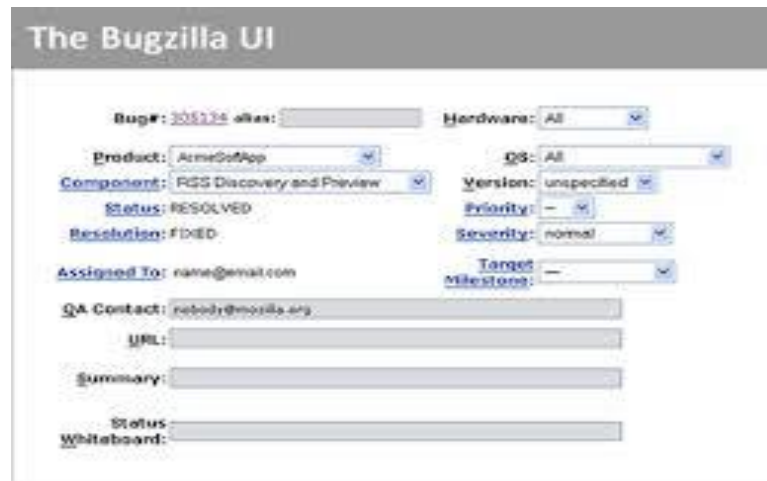 The Bugzilla UI
Bug#: 305134 alias:
Hardware: All
Product: AcmeSoftApp
OS: All
Component: RSS Discovery and Preview
Version: unspecified
Status: RESOLVED
Priority: --
Resolution: FIXED
Severity: normal
Assigned To: name@email.com
Target
Milestone: ---
QA Contact: nobody@mozilla.org
URL:
Summary:
Status
Whiteboard: